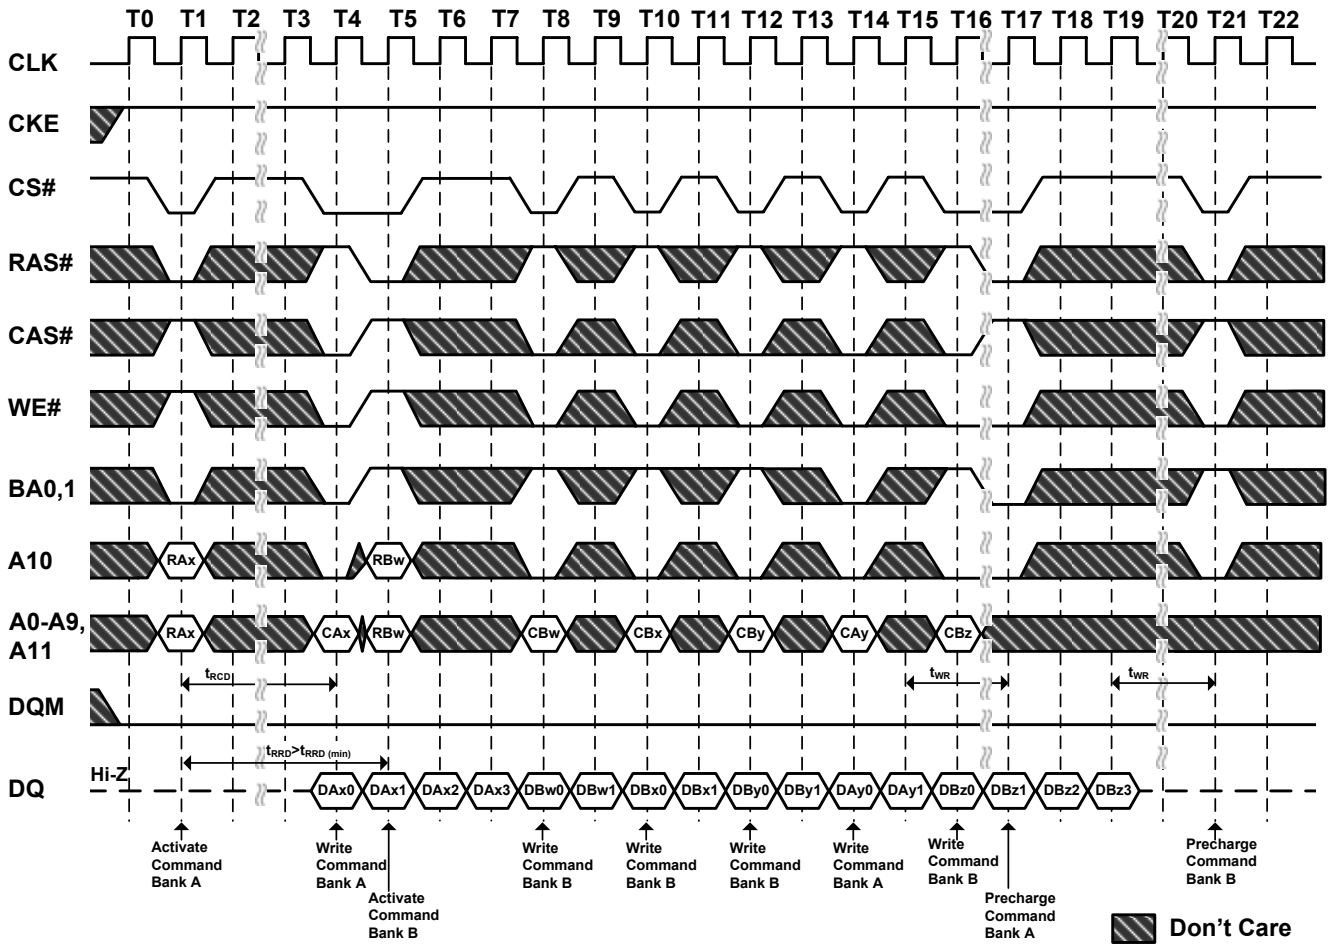 T0 T1 T2 T3 T4 T5 T6 T7 T8 T9 T10 T11 T12 T13 T14 T15 T16 T17 T18 T19 T20 T21 T22
CLK
CKE
CS#
RAS#
CAS#
WE#
BA0,1
A10 RAx RBw
A0-A9,
A11
RAx CAx RBw CBw CBx CBy CAy CBz
tRCD tWR tWR
DQM
tRRD>tRRD (min)
Hi-Z
DQ DAx0 DAx1 DAx2 DAx3 DBw0 DBw1 DBx0 DBx1 DBy0 DBy1 DAy0 DAy1 DBz0 DBz1 DBz2 DBz3
Activate
Command
Bank A
Write
Command
Bank A
Activate
Command
Bank B
Write
Command
Bank B
Write
Command
Bank B
Write
Command
Bank B
Write
Command
Bank A
Write
Command
Bank B
Precharge
Command
Bank A
Precharge
Command
Bank B
Don't Care